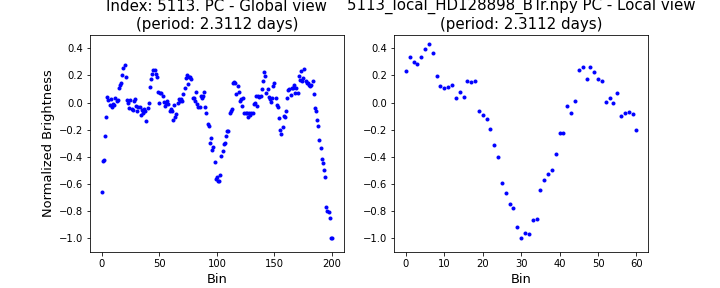 Index: 5113. PC - Global view
(period: 2.3112 days)
5113_local_HD128898_BTr.npy PC - Local view
(period: 2.3112 days)
Normalized Brightness
0.4
0.2
0.0
−0.2
−0.4
−0.6
−0.8
−1.0
0 50 100 150 200
Bin
0.4
0.2
0.0
−0.2
−0.4
−0.6
−0.8
−1.0
0 10 20 30 40 50 60
Bin